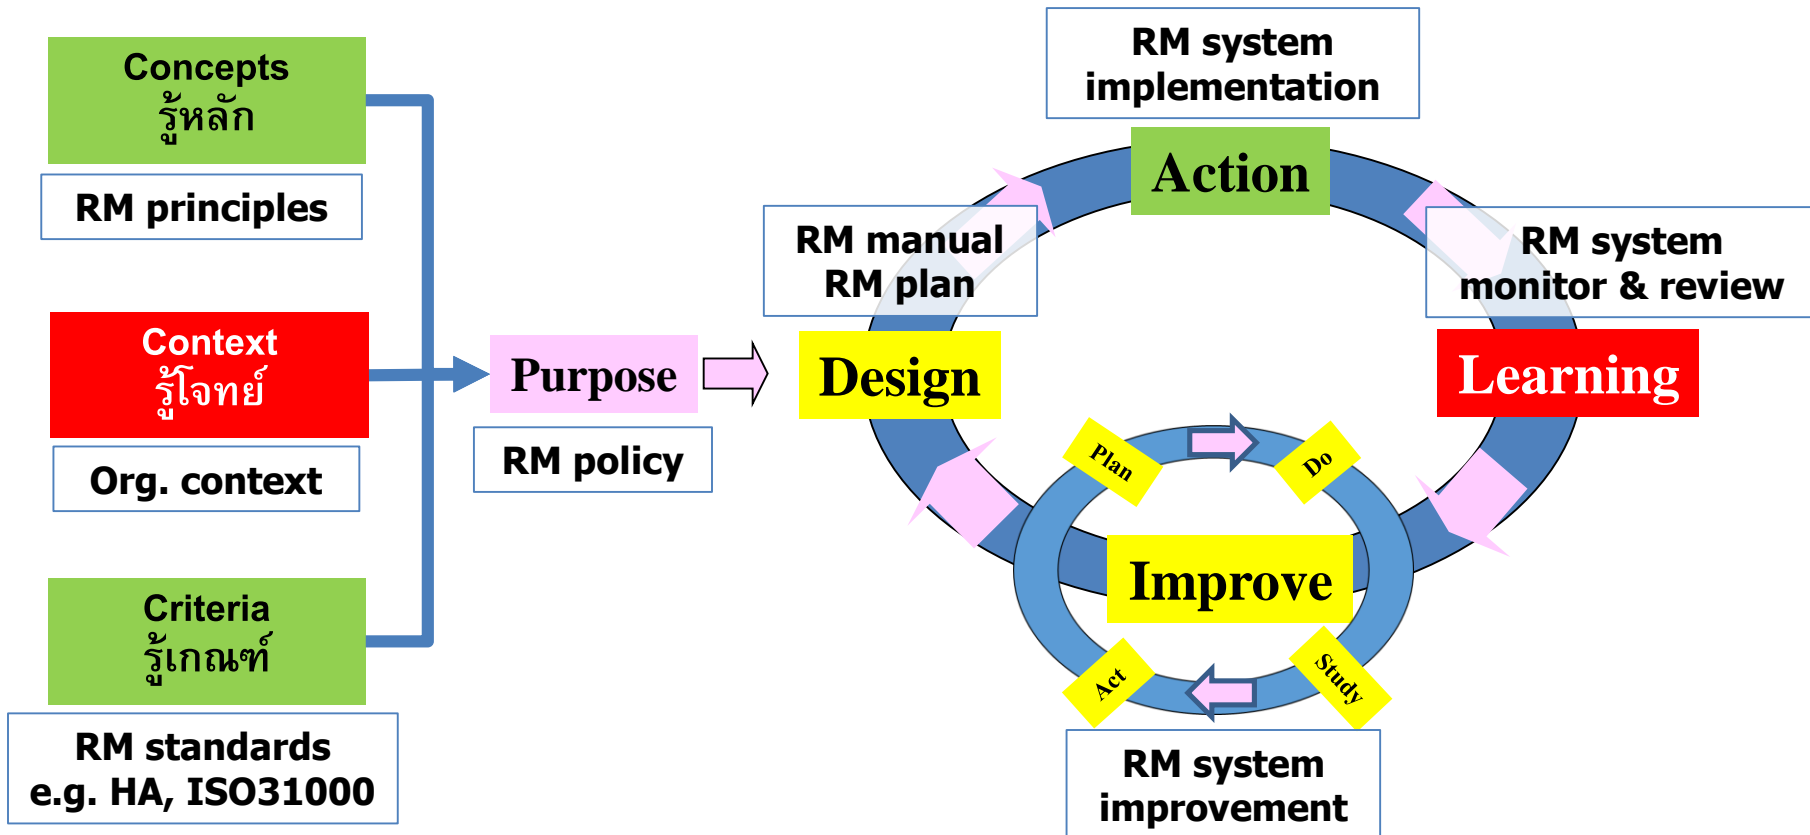 Concepts
รู้หลัก
RM principles
Context
รู้โจทย์
Org. context
Criteria
รู้เกณฑ์
RM standards
e.g. HA, ISO31000
Purpose
RM policy
RM manual
RM plan
Design
RM system
implementation
Action
RM system
monitor & review
Learning
Plan
Do
Improve
Act
Study
RM system
improvement